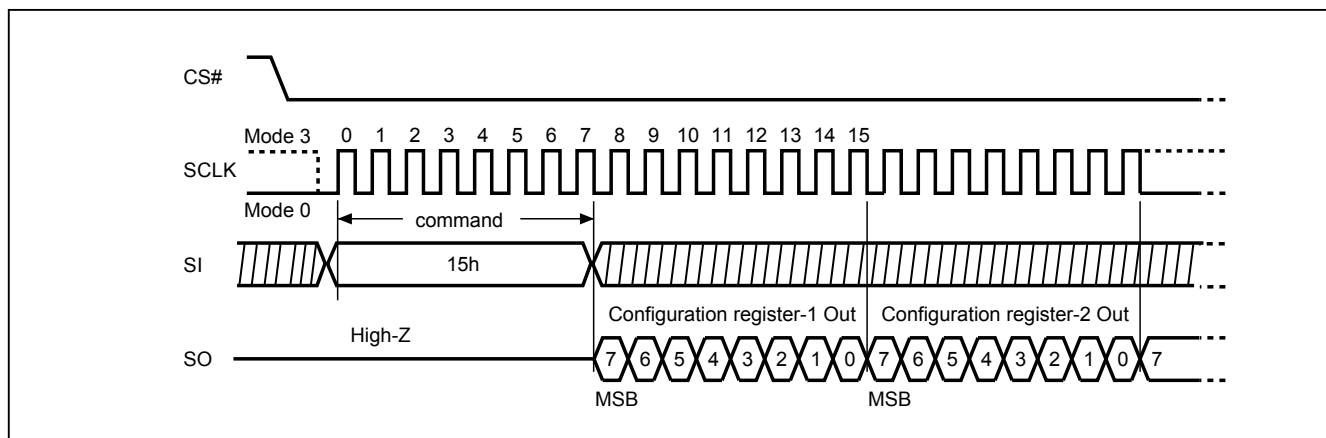 CS#
Mode 3
0 1 2 3 4 5 6 7 8 9 10 11 12 13 14 15
SCLK
Mode 0
command
SI
15h
Configuration register-1 Out Configuration register-2 Out
High-Z
SO
7 6 5 4 3 2 1 0 7 6 5 4 3 2 1 0 7
MSB MSB